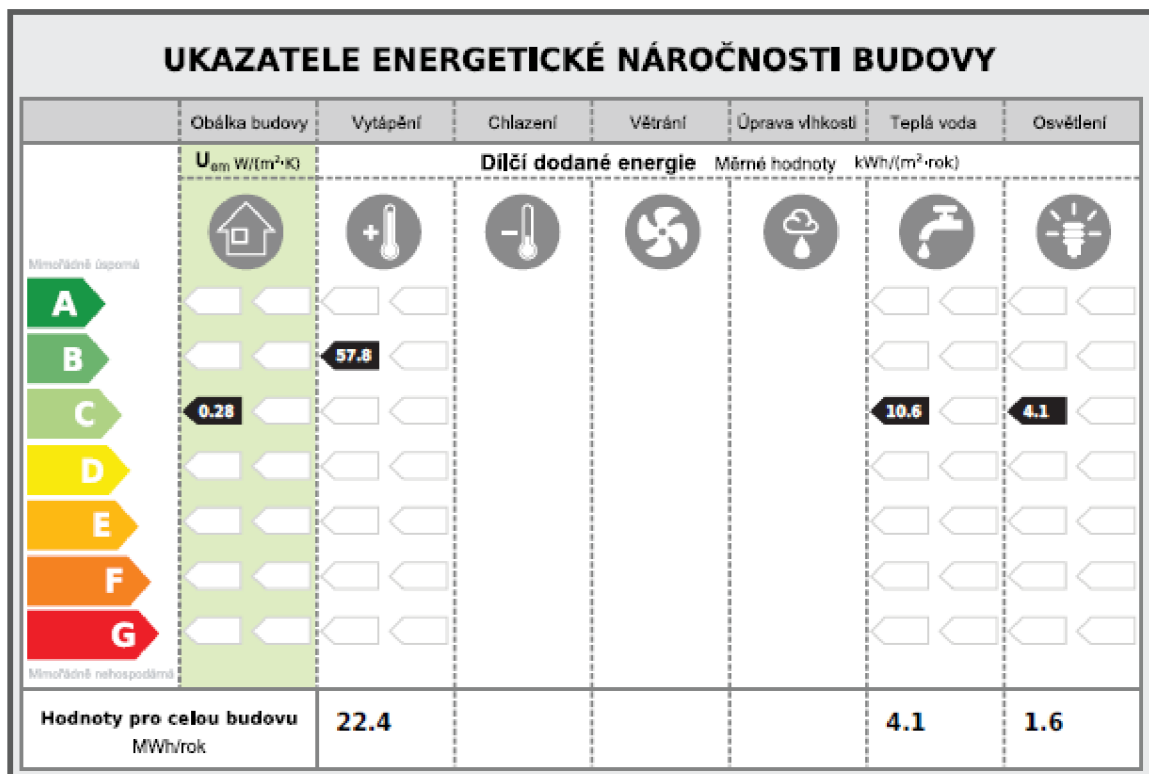 UKAZATELE ENERGETICKÉ NÁROČNOSTI BUDOVY
Obálka budovy Vytápění Chlazení Větrání Úprava vlhkosti Teplá voda Osvětlení
Uem W/(m²·K) Dílčí dodané energie Měrné hodnoty kWh/(m²·rok)
Mimořádně úsporná
A
B 57.8
C 0.28 10.6 4.1
D
E
F
G
Mimořádně nehospodárná
Hodnoty pro celou budovu 22.4 4.1 1.6
MWh/rok